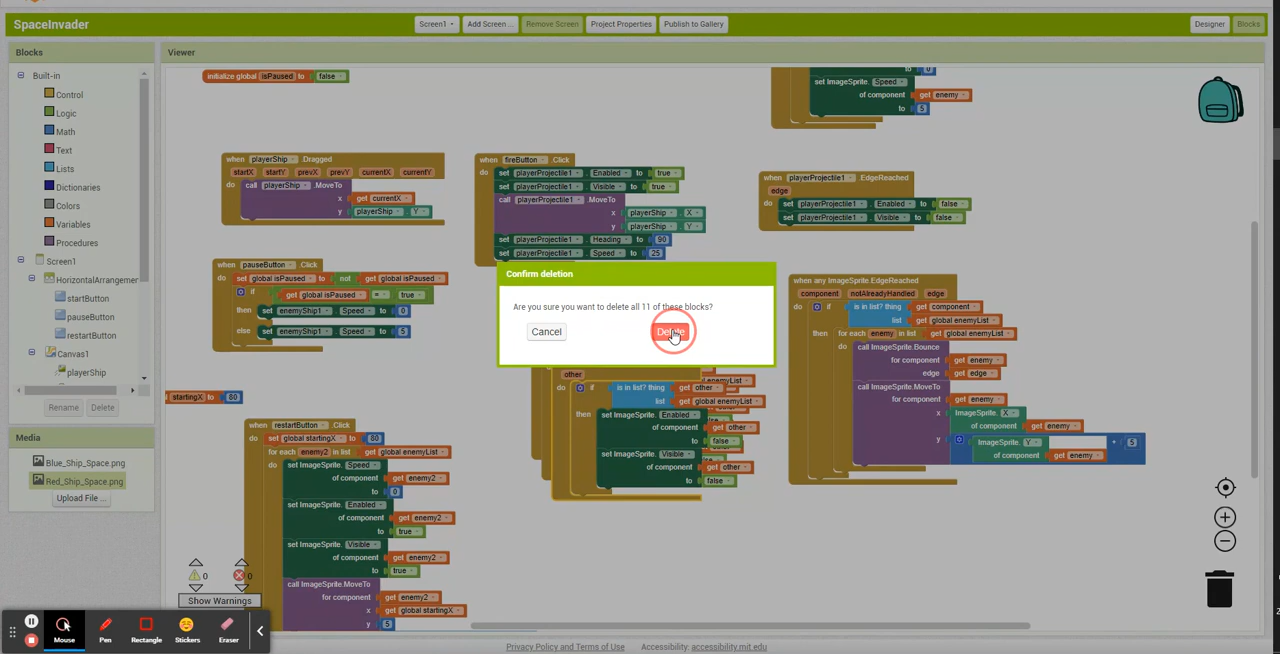 SpaceInvader
Screen1
Add Screen ...
Remove Screen
Project Properties
Publish to Gallery
Designer
Blocks
Blocks
Viewer
Built-in
Control
Logic
Math
Text
Lists
Dictionaries
Colors
Variables
Procedures
Screen1
HorizontalArrangemer
startButton
pauseButton
restartButton
Canvas1
playerShip
Rename
Delete
Media
Blue_Ship_Space.png
Red_Ship_Space.png
Upload File ...
initialize global isPaused to false
set ImageSprite. Speed
of component get enemy
to 5
when playerShip .Dragged
startX startY prevX prevY currentX currentY
do call playerShip .MoveTo
x get currentX
y playerShip . Y
when fireButton .Click
do set playerProjectile1 . Enabled to true
set playerProjectile1 . Visible to true
call playerProjectile1 .MoveTo
x playerShip . X
y playerShip . Y
set playerProjectile1 . Heading to 90
set playerProjectile1 . Speed to 25
when playerProjectile1 .EdgeReached
edge
do set playerProjectile1 . Enabled to false
set playerProjectile1 . Visible to false
when pauseButton .Click
do set global isPaused to not get global isPaused
if get global isPaused = true
then set enemyShip1 . Speed to 0
else set enemyShip1 . Speed to 5
Confirm deletion
Are you sure you want to delete all 11 of these blocks?
Cancel
Delete
when any ImageSprite.EdgeReached
component notAlreadyHandled edge
do if is in list? thing get component
list get global enemyList
then for each enemy in list get global enemyList
do call ImageSprite.Bounce
for component get enemy
edge get edge
call ImageSprite.MoveTo
for component get enemy
x ImageSprite. X
of component get enemy
y ImageSprite. Y + 5
of component get enemy
other
do if is in list? thing get other
list get global enemyList
then set ImageSprite. Enabled
of component get other
to false
set ImageSprite. Visible
of component get other
to false
startingX to 80
when restartButton .Click
do set global startingX to 80
for each enemy2 in list get global enemyList
do set ImageSprite. Speed
of component get enemy2
to 0
set ImageSprite. Enabled
of component get enemy2
to true
set ImageSprite. Visible
of component get enemy2
to true
call ImageSprite.MoveTo
for component get enemy2
x get global startingX
y 5
0
0
Show Warnings
Mouse
Pen
Rectangle
Stickers
Eraser
Privacy Policy and Terms of Use
Accessibility: accessibility.mit.edu